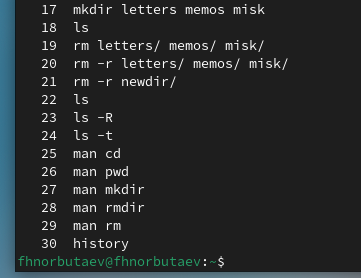 17 mkdir letters memos misk
18 ls
19 rm letters/ memos/ misk/
20 rm -r letters/ memos/ misk/
21 rm -r newdir/
22 ls
23 ls -R
24 ls -t
25 man cd
26 man pwd
27 man mkdir
28 man rmdir
29 man rm
30 history
fhnorbutaev@fhnorbutaev:~$